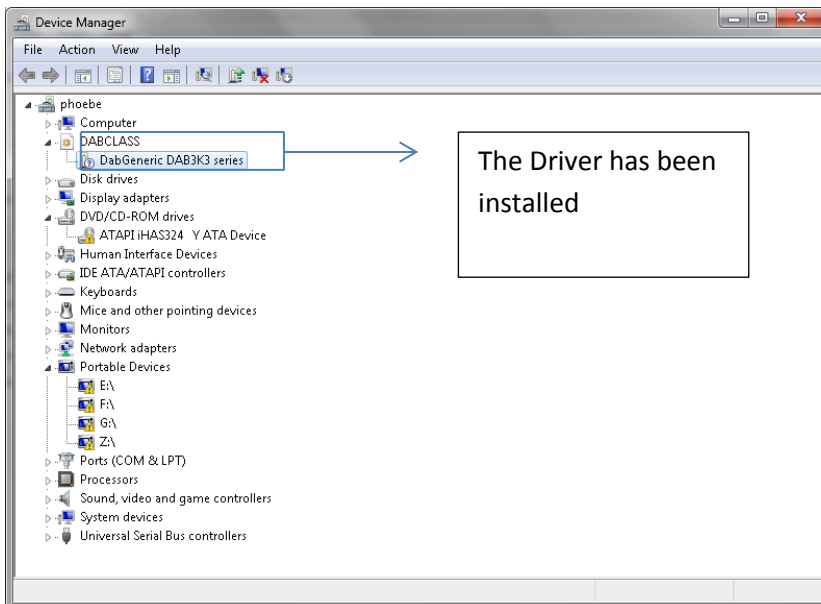 Device Manager
File Action View Help
phoebe
Computer
DABCLASS
DabGeneric DAB3K3 series
Disk drives
Display adapters
DVD/CD-ROM drives
ATAPI iHAS324 Y ATA Device
Human Interface Devices
IDE ATA/ATAPI controllers
Keyboards
Mice and other pointing devices
Monitors
Network adapters
Portable Devices
E:\
F:\
G:\
Z:\
Ports (COM & LPT)
Processors
Sound, video and game controllers
System devices
Universal Serial Bus controllers
The Driver has been
installed